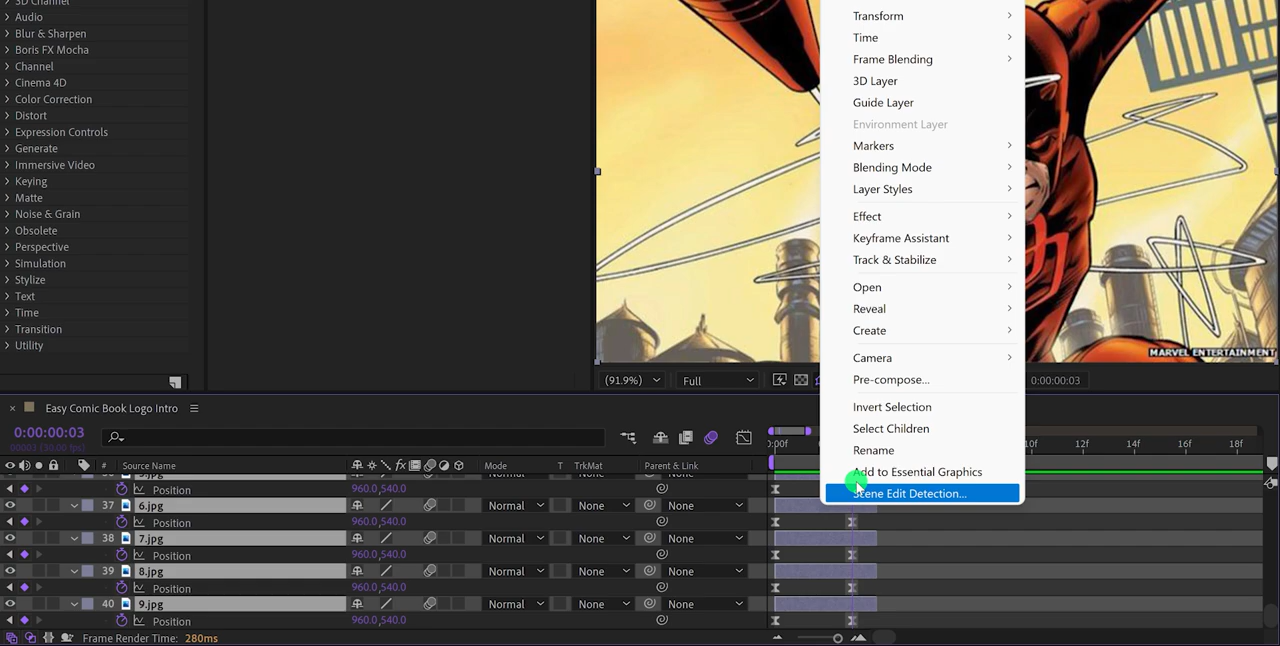 3D Channel
Audio
Blur & Sharpen
Boris FX Mocha
Channel
Cinema 4D
Color Correction
Distort
Expression Controls
Generate
Immersive Video
Keying
Matte
Noise & Grain
Obsolete
Perspective
Simulation
Stylize
Text
Time
Transition
Utility
Transform
Time
Frame Blending
3D Layer
Guide Layer
Environment Layer
Markers
Blending Mode
Layer Styles
Effect
Keyframe Assistant
Track & Stabilize
Open
Reveal
Create
Camera
Pre-compose...
Invert Selection
Select Children
Rename
Add to Essential Graphics
Scene Edit Detection...
MARVEL ENTERTAINMENT
(91.9%) Full 0:00:00:03
Easy Comic Book Logo Intro
0:00:00:03
00003 (30.00 fps)
:00f 10f 12f 14f 16f 18f
# Source Name fx Mode T TrkMat Parent & Link
Position 960.0,540.0
37 6.jpg Normal None None
Position 960.0,540.0
38 7.jpg Normal None None
Position 960.0,540.0
39 8.jpg Normal None None
Position 960.0,540.0
40 9.jpg Normal None None
Position 960.0,540.0
Frame Render Time: 280ms